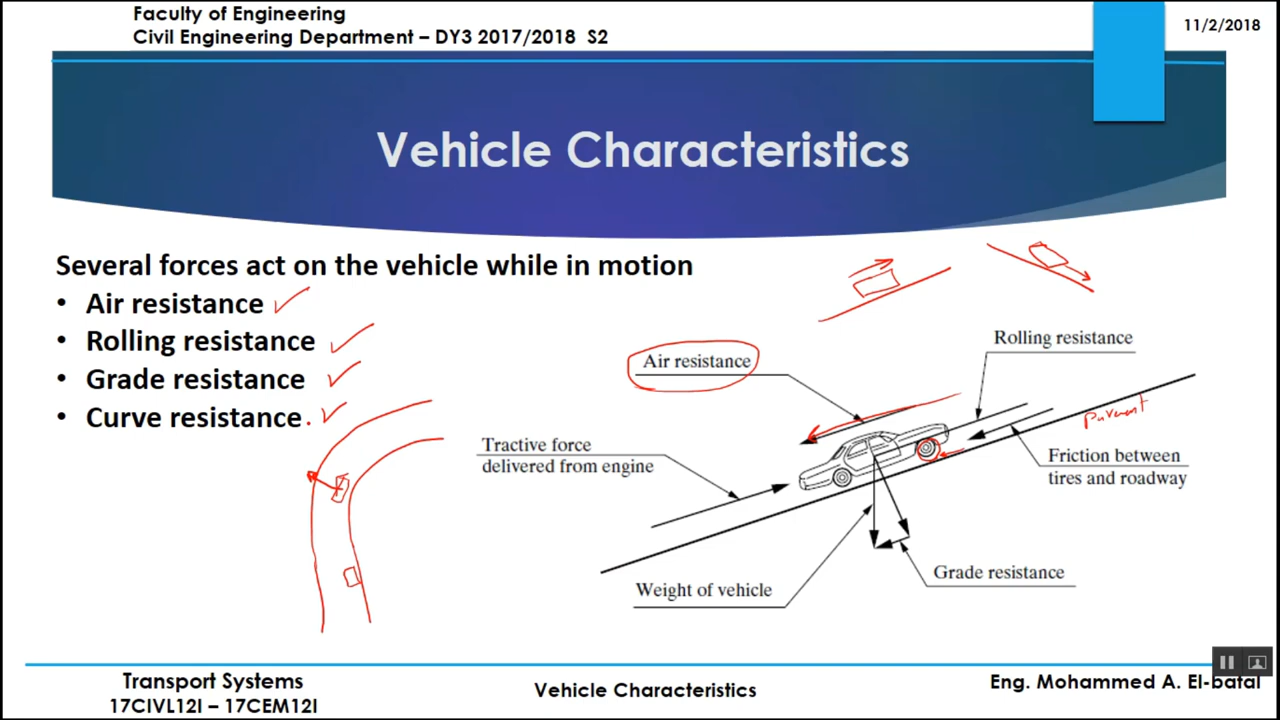 Faculty of Engineering
Civil Engineering Department – DY3 2017/2018 S2
11/2/2018
Vehicle Characteristics
Several forces act on the vehicle while in motion
• Air resistance
• Rolling resistance
• Grade resistance
• Curve resistance.
Rolling resistance
Air resistance
Tractive force
delivered from engine
Friction between
tires and roadway
Grade resistance
Weight of vehicle
Transport Systems
17CIVL12I – 17CEM12I
Vehicle Characteristics
Eng. Mohammed A. El-batal